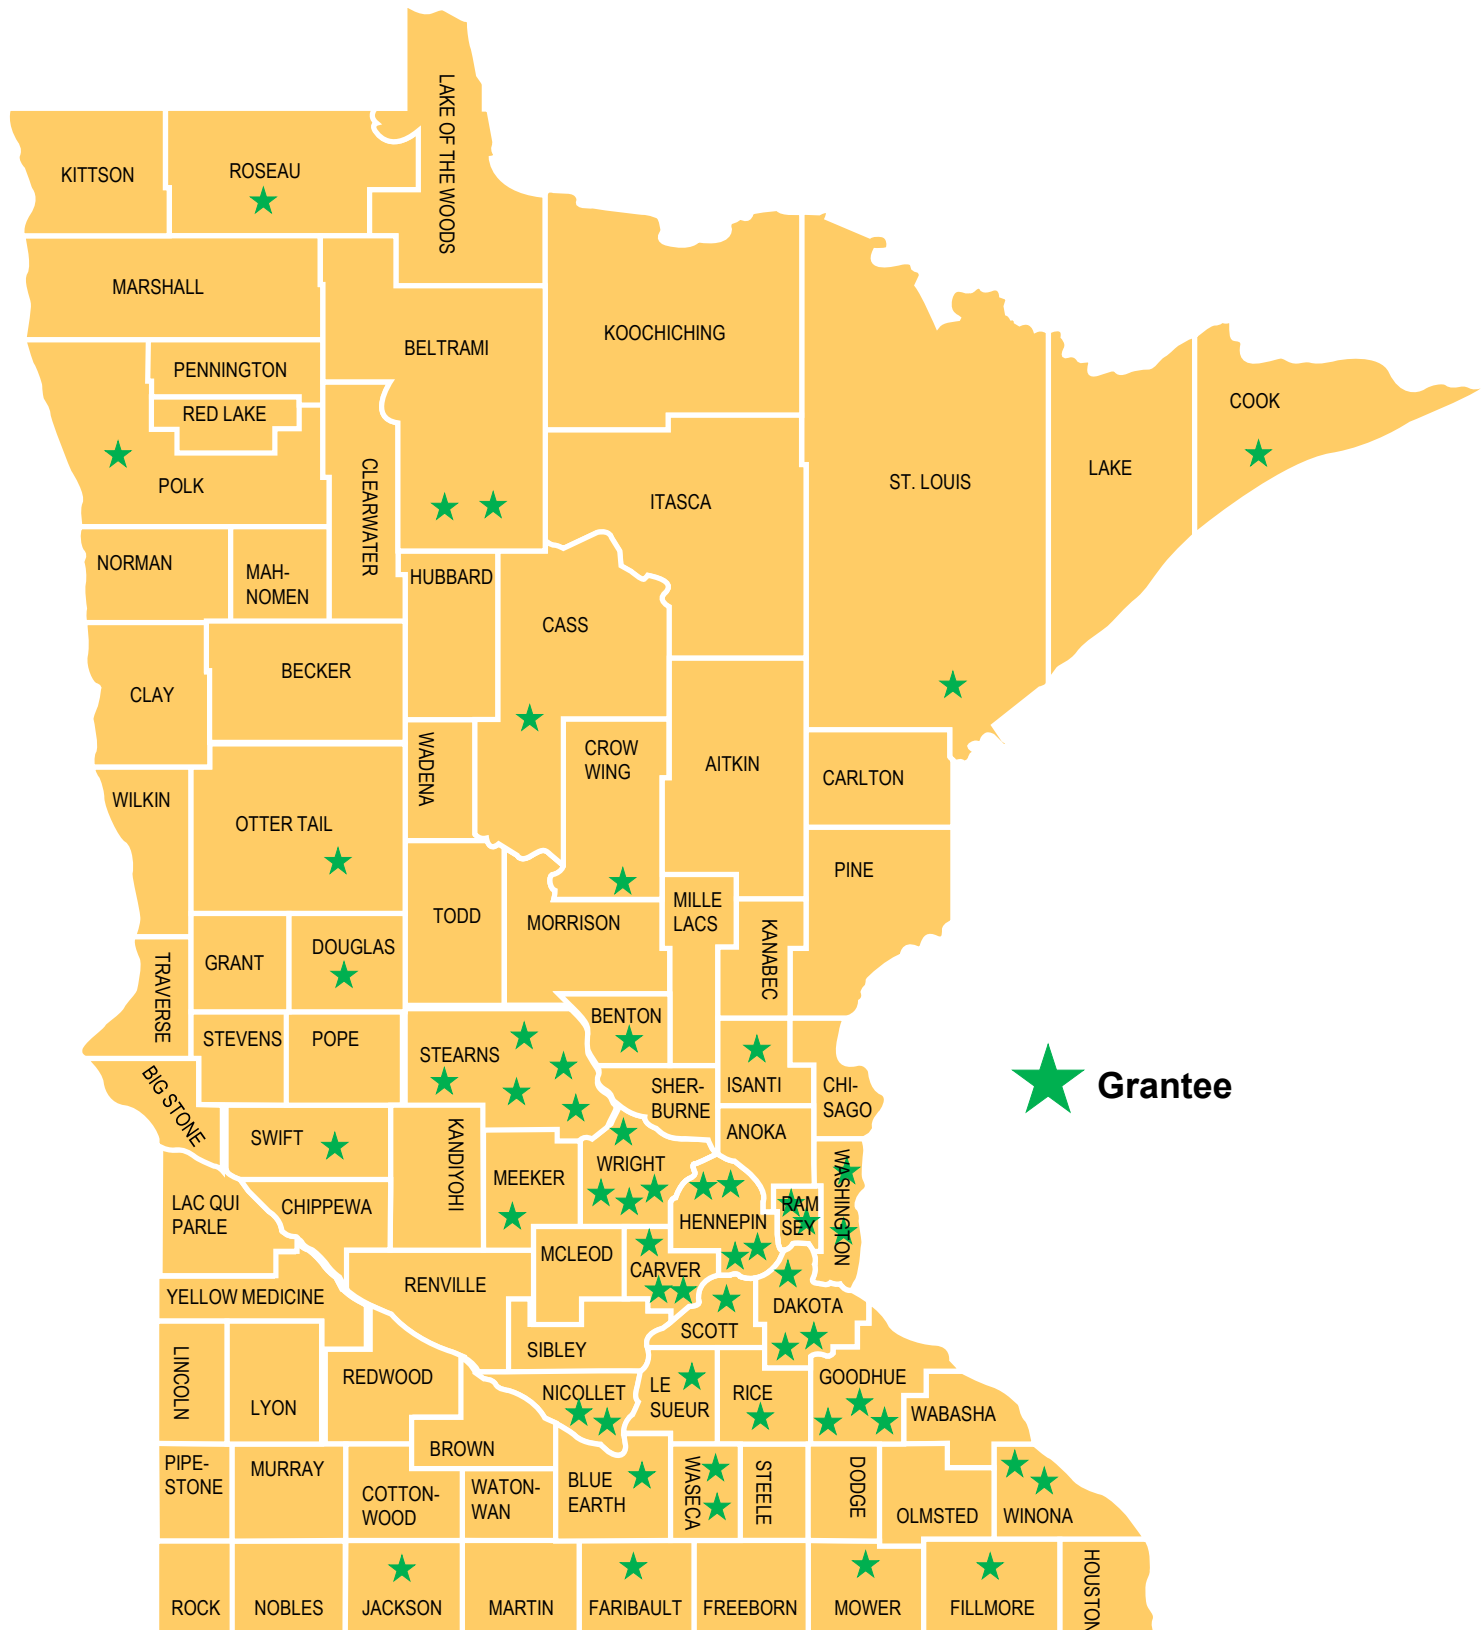 LAKE OF THE WOODS
KITTSON
ROSEAU
MARSHALL
KOOCHICHING
BELTRAMI
PENNINGTON
RED LAKE
COOK
LAKE
CLEARWATER
ST. LOUIS
POLK
ITASCA
NORMAN
MAH-
NOMEN
HUBBARD
CASS
BECKER
CLAY
WADENA
CROW
WING
AITKIN
CARLTON
WILKIN
OTTER TAIL
PINE
MILLE
LACS
TODD
MORRISON
KANABEC
DOUGLAS
GRANT
TRAVERSE
BENTON
STEVENS
POPE
STEARNS
BIG STONE
SHER-
BURNE
ISANTI
CHI-
SAGO
Grantee
SWIFT
KANDIYOHI
ANOKA
WRIGHT
MEEKER
WASHINGTON
LAC QUI
PARLE
CHIPPEWA
RAM
SEY
HENNEPIN
MCLEOD
CARVER
RENVILLE
YELLOW MEDICINE
DAKOTA
SCOTT
SIBLEY
LINCOLN
REDWOOD
GOODHUE
NICOLLET
LE
SUEUR
RICE
LYON
WABASHA
BROWN
PIPE-
STONE
MURRAY
COTTON-
WOOD
WATON-
WAN
BLUE
EARTH
WASECA
STEELE
DODGE
OLMSTED
WINONA
ROCK
NOBLES
JACKSON
MARTIN
FARIBAULT
FREEBORN
MOWER
FILLMORE
HOUSTON